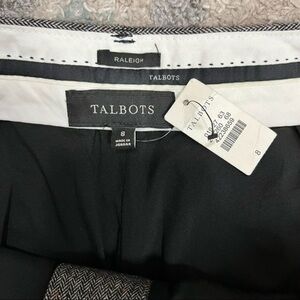 RALEIGH
TALBOTS
TALBOTS
8
MADE IN
JORDAN
TALBOTS
8